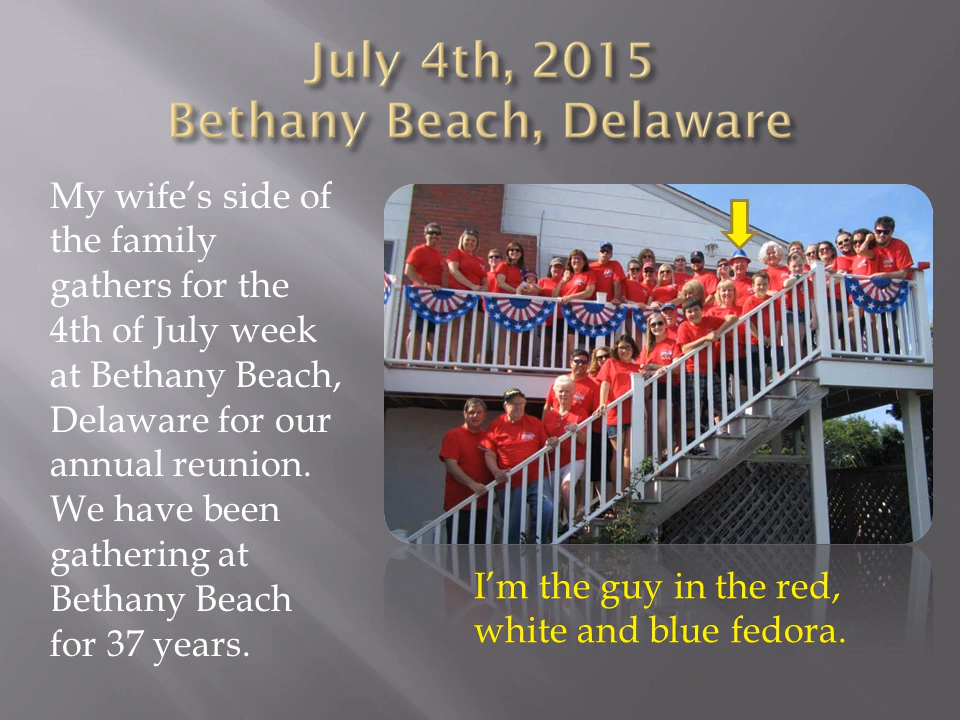 July 4th, 2015
Bethany Beach, Delaware
My wife’s side of
the family
gathers for the
4th of July week
at Bethany Beach,
Delaware for our
annual reunion.
We have been
gathering at
Bethany Beach
for 37 years.
I’m the guy in the red,
white and blue fedora.